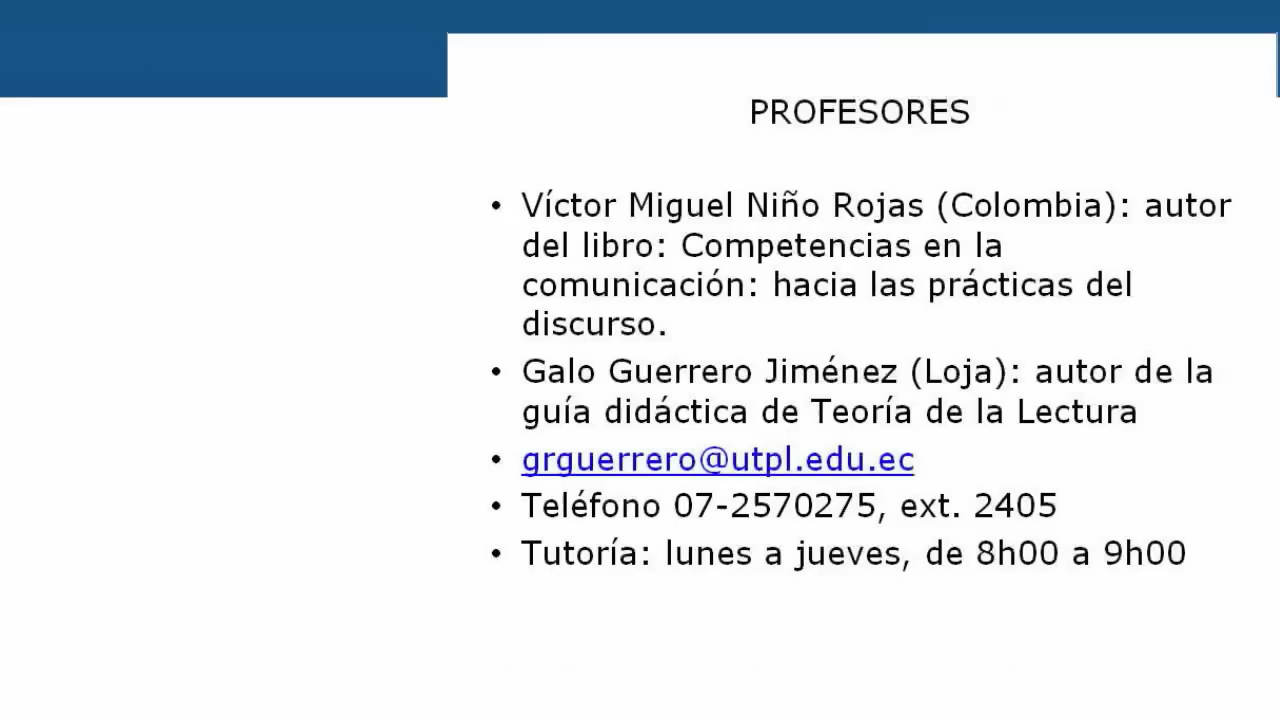 PROFESORES
• Víctor Miguel Niño Rojas (Colombia): autor
del libro: Competencias en la
comunicación: hacia las prácticas del
discurso.
• Galo Guerrero Jiménez (Loja): autor de la
guía didáctica de Teoría de la Lectura
• grguerrero@utpl.edu.ec
• Teléfono 07-2570275, ext. 2405
• Tutoría: lunes a jueves, de 8h00 a 9h00